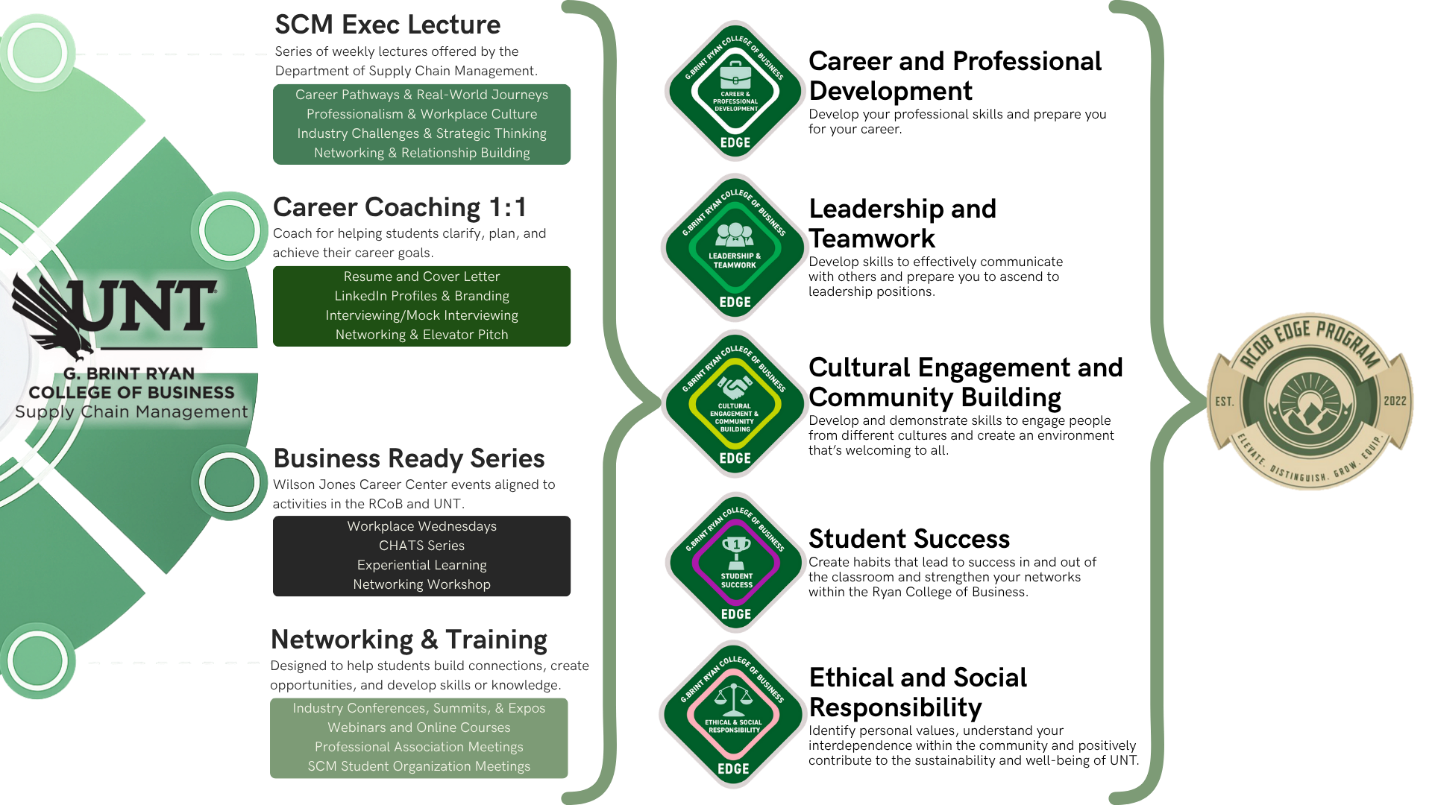 UNT
G. BRINT RYAN
COLLEGE OF BUSINESS
Supply Chain Management
SCM Exec Lecture
Series of weekly lectures offered by the
Department of Supply Chain Management.
Career Pathways & Real-World Journeys
Professionalism & Workplace Culture
Industry Challenges & Strategic Thinking
Networking & Relationship Building
Career Coaching 1:1
Coach for helping students clarify, plan, and
achieve their career goals.
Resume and Cover Letter
LinkedIn Profiles & Branding
Interviewing/Mock Interviewing
Networking & Elevator Pitch
Business Ready Series
Wilson Jones Career Center events aligned to
activities in the RCoB and UNT.
Workplace Wednesdays
CHATS Series
Experiential Learning
Networking Workshop
Networking & Training
Designed to help students build connections, create
opportunities, and develop skills or knowledge.
Industry Conferences, Summits, & Expos
Webinars and Online Courses
Professional Association Meetings
SCM Student Organization Meetings
G.BRINT RYAN COLLEGE OF BUSINESS
CAREER &
PROFESSIONAL
DEVELOPMENT
EDGE
Career and Professional
Development
Develop your professional skills and prepare you
for your career.
G.BRINT RYAN COLLEGE OF BUSINESS
LEADERSHIP &
TEAMWORK
EDGE
Leadership and
Teamwork
Develop skills to effectively communicate
with others and prepare you to ascend to
leadership positions.
G.BRINT RYAN COLLEGE OF BUSINESS
CULTURAL
ENGAGEMENT &
COMMUNITY
BUILDING
EDGE
Cultural Engagement and
Community Building
Develop and demonstrate skills to engage people
from different cultures and create an environment
that's welcoming to all.
G.BRINT RYAN COLLEGE OF BUSINESS
1
STUDENT
SUCCESS
EDGE
Student Success
Create habits that lead to success in and out of
the classroom and strengthen your networks
within the Ryan College of Business.
G.BRINT RYAN COLLEGE OF BUSINESS
ETHICAL & SOCIAL
RESPONSIBILITY
EDGE
Ethical and Social
Responsibility
Identify personal values, understand your
interdependence within the community and positively
contribute to the sustainability and well-being of UNT.
RCOB EDGE PROGRAM
EST. 2022
ELEVATE. DISTINGUISH. GROW. EQUIP.